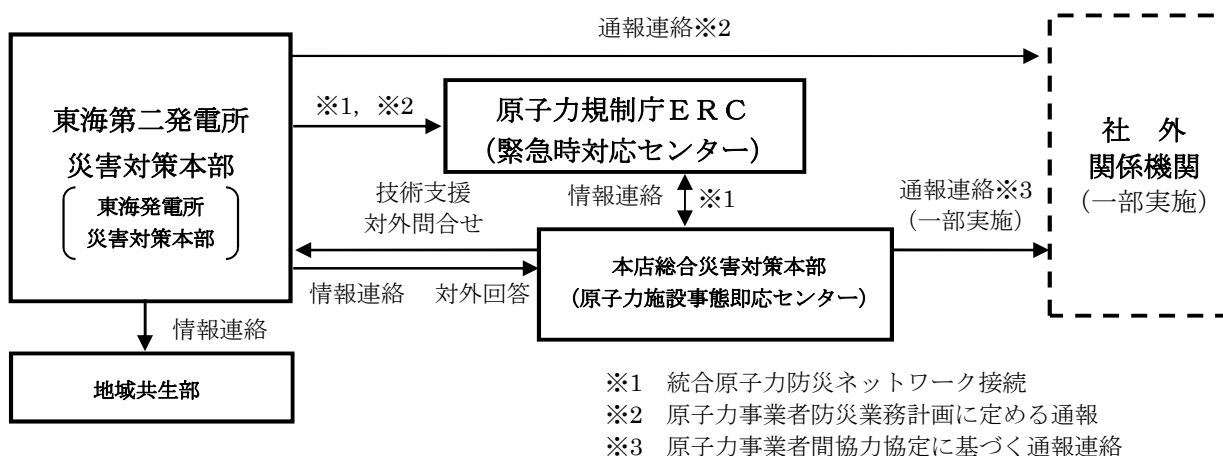 通報連絡※2
東海第二発電所
災害対策本部
東海発電所
災害対策本部
※1，※2
原子力規制庁ERC
（緊急時対応センター）
社　外
関係機関
（一部実施）
技術支援
対外問合せ
情報連絡
※1
通報連絡※3
（一部実施）
本店総合災害対策本部
（原子力施設事態即応センター）
情報連絡　対外回答
情報連絡
地域共生部
※1　統合原子力防災ネットワーク接続
※2　原子力事業者防災業務計画に定める通報
※3　原子力事業者間協力協定に基づく通報連絡